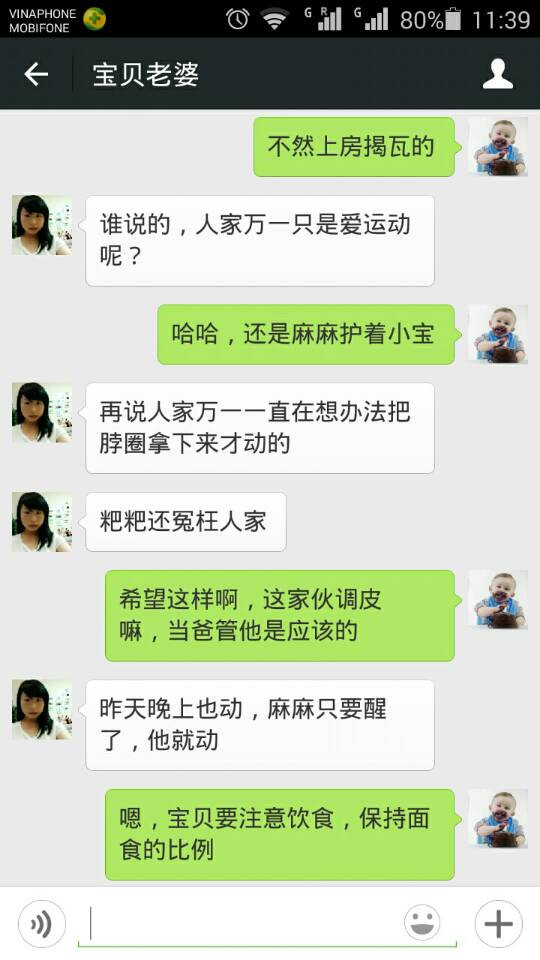 VINAPHONE
MOBIFONE
G R G 80% 11:39
宝贝老婆
不然上房揭瓦的
谁说的，人家万一只是爱运动
呢？
哈哈，还是麻麻护着小宝
再说人家万一一直在想办法把
脖圈拿下来才动的
粑粑还冤枉人家
希望这样啊，这家伙调皮
嘛，当爸管他是应该的
昨天晚上也动，麻麻只要醒
了，他就动
嗯，宝贝要注意饮食，保持面
食的比例